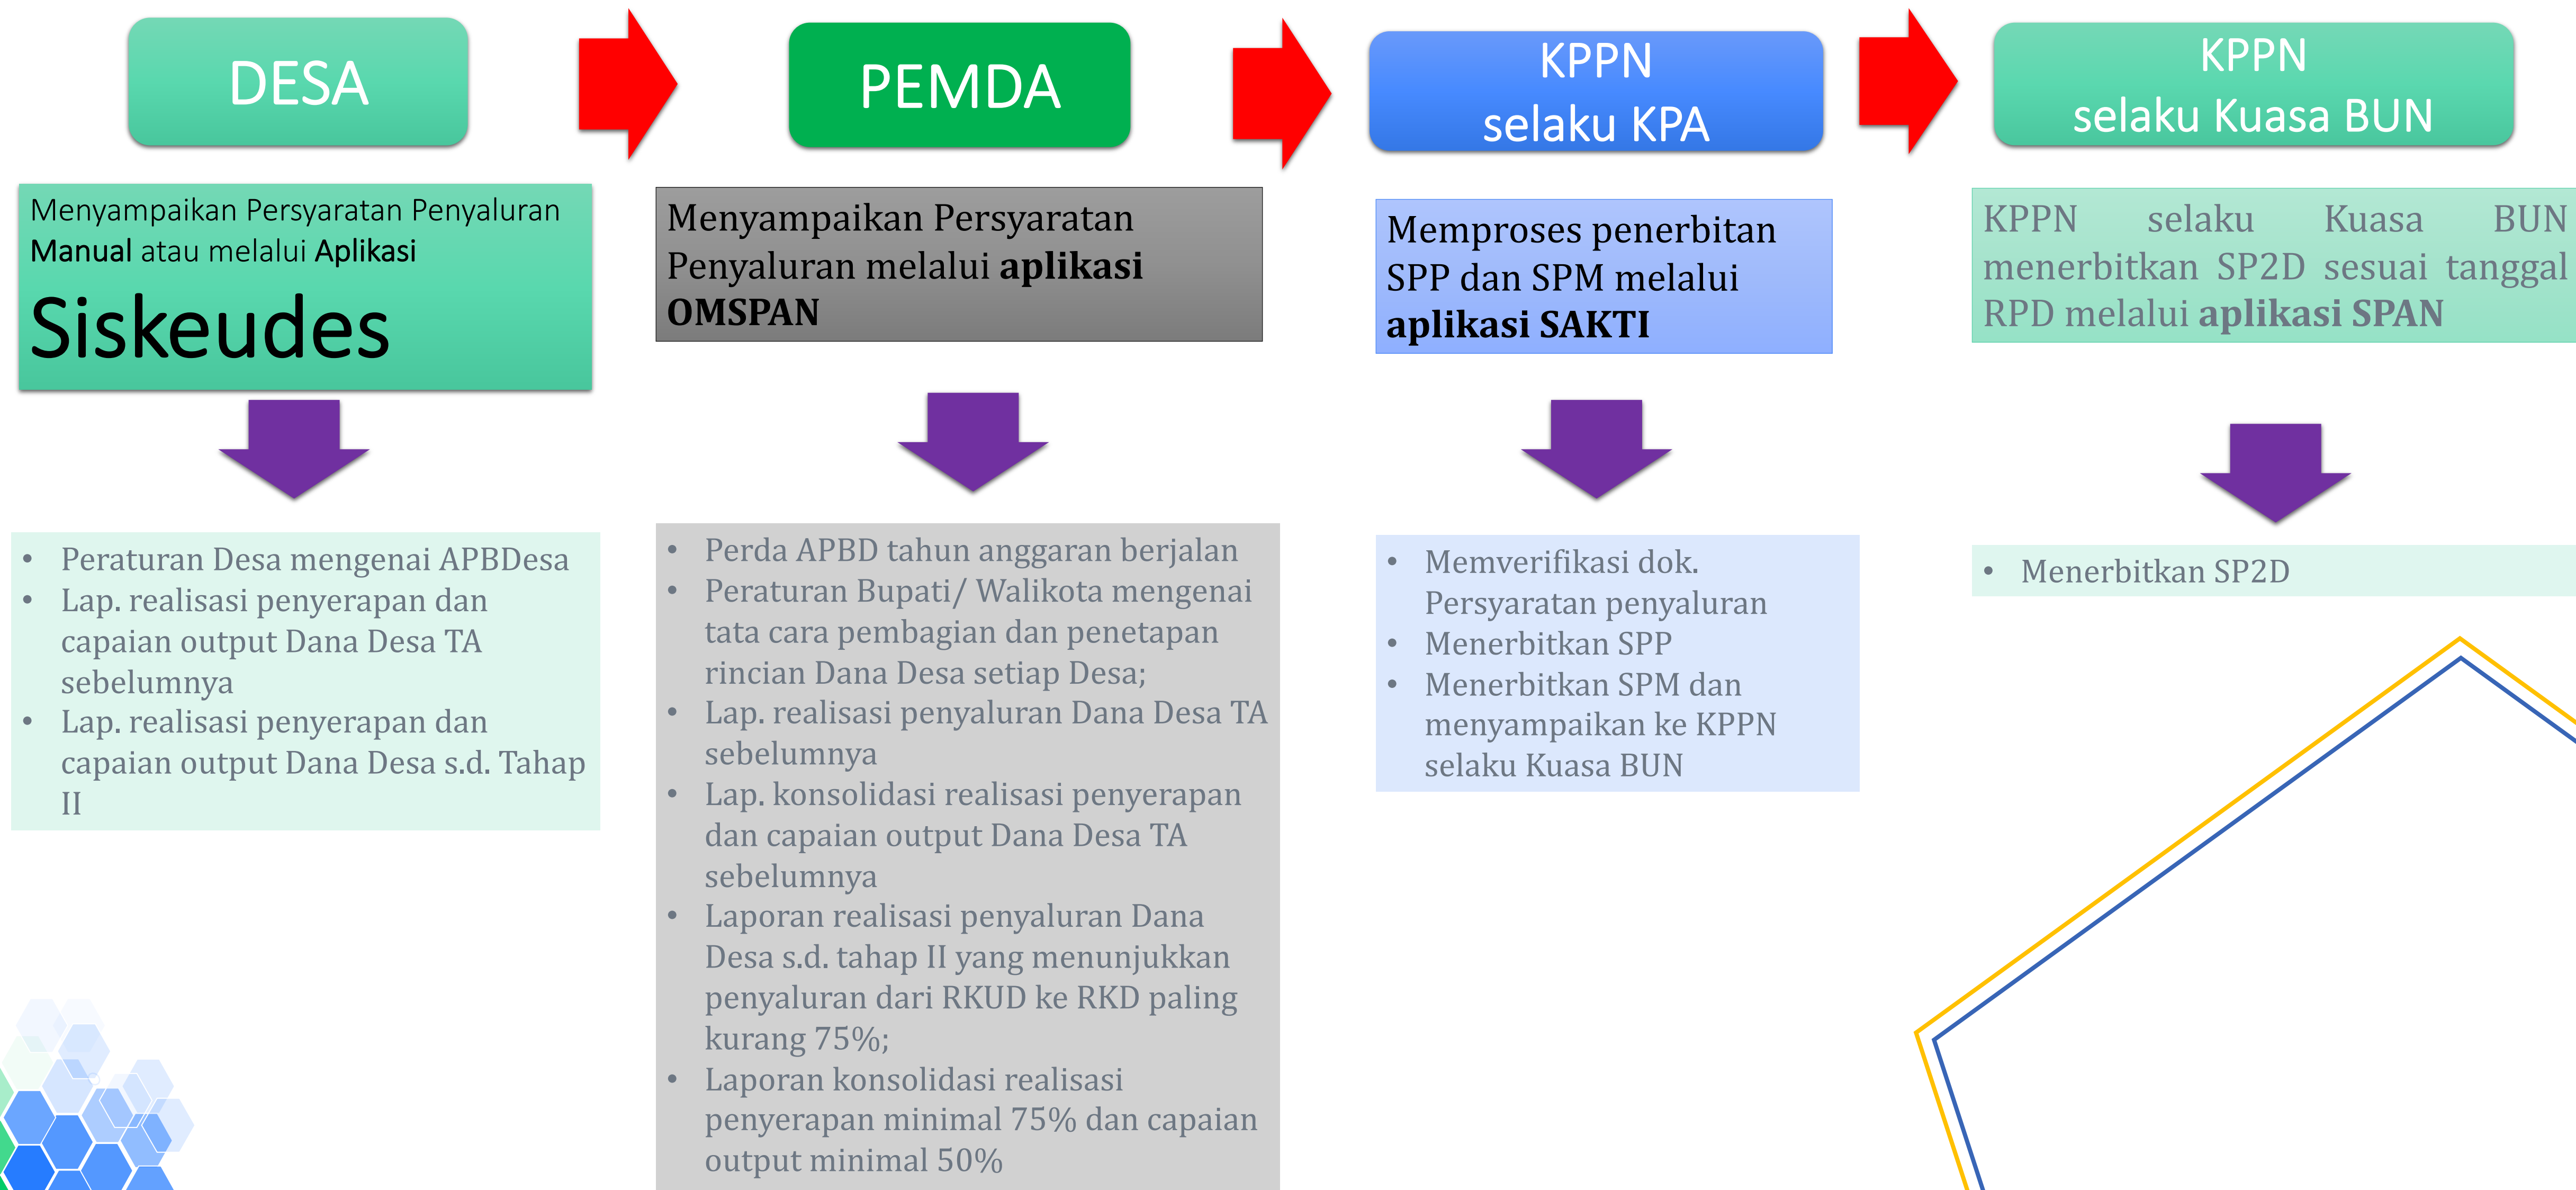 DESA
PEMDA
KPPN
selaku KPA
KPPN
selaku Kuasa BUN
Menyampaikan Persyaratan Penyaluran
Manual atau melalui Aplikasi
Siskeudes
Menyampaikan Persyaratan
Penyaluran melalui aplikasi
OMSPAN
Memproses penerbitan
SPP dan SPM melalui
aplikasi SAKTI
KPPN selaku Kuasa BUN
menerbitkan SP2D sesuai tanggal
RPD melalui aplikasi SPAN
• Peraturan Desa mengenai APBDesa
• Lap. realisasi penyerapan dan
capaian output Dana Desa TA
sebelumnya
• Lap. realisasi penyerapan dan
capaian output Dana Desa s.d. Tahap
II
• Perda APBD tahun anggaran berjalan
• Peraturan Bupati/ Walikota mengenai
tata cara pembagian dan penetapan
rincian Dana Desa setiap Desa;
• Lap. realisasi penyaluran Dana Desa TA
sebelumnya
• Lap. konsolidasi realisasi penyerapan
dan capaian output Dana Desa TA
sebelumnya
• Laporan realisasi penyaluran Dana
Desa s.d. tahap II yang menunjukkan
penyaluran dari RKUD ke RKD paling
kurang 75%;
• Laporan konsolidasi realisasi
penyerapan minimal 75% dan capaian
output minimal 50%
• Memverifikasi dok.
Persyaratan penyaluran
• Menerbitkan SPP
• Menerbitkan SPM dan
menyampaikan ke KPPN
selaku Kuasa BUN
• Menerbitkan SP2D